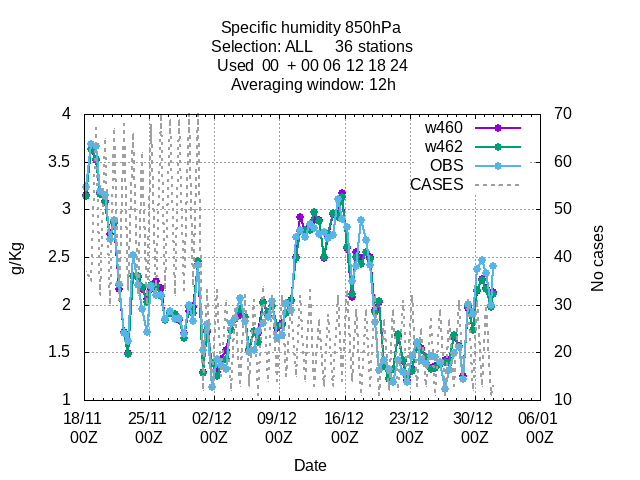 Specific humidity 850hPa
Selection: ALL     36 stations
Used  00  + 00 06 12 18 24
Averaging window: 12h
g/Kg
No cases
4
3.5
3
2.5
2
1.5
1
70
60
50
40
30
20
10
w460
w462
OBS
CASES
18/11 25/11 02/12 09/12 16/12 23/12 30/12 06/01
00Z 00Z 00Z 00Z 00Z 00Z 00Z 00Z
Date